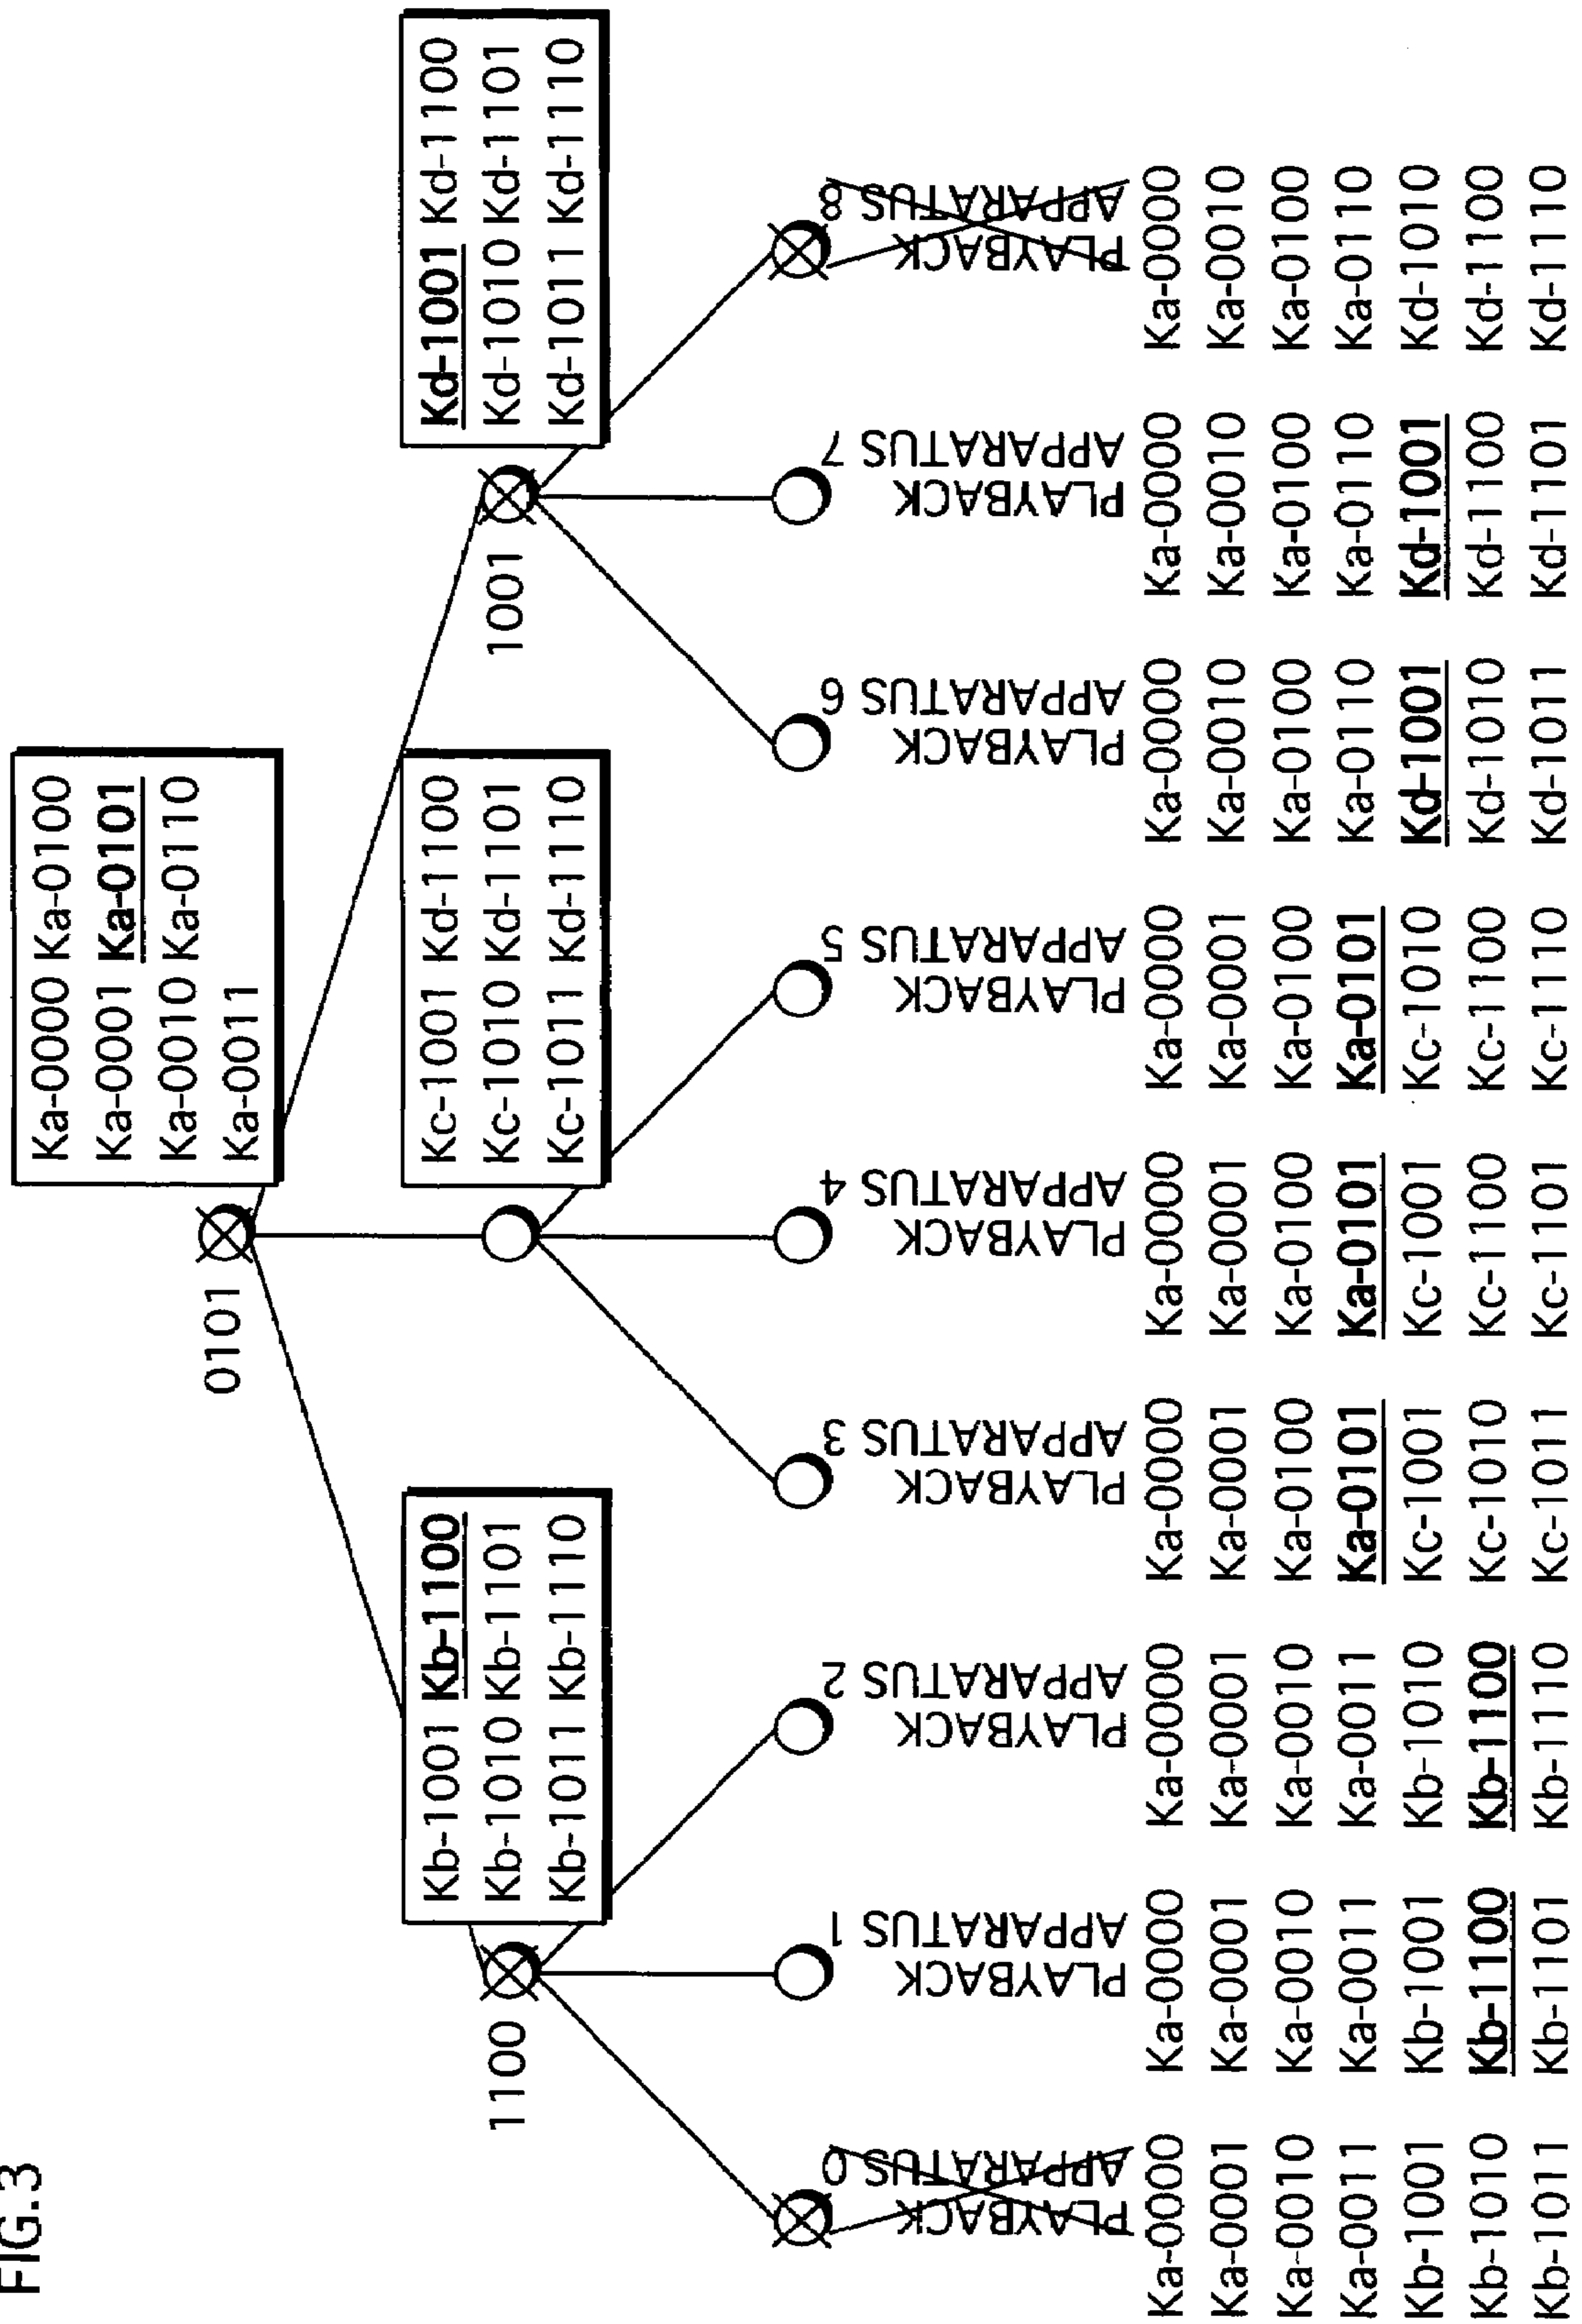 FIG.3
Ka-0000 Ka-0100
Ka-0001 Ka-0101
Ka-0010 Ka-0110
Ka-0011
0101
Kb-1001 Kb-1100
Kb-1010 Kb-1101
Kb-1011 Kb-1110
1100
Kc-1001 Kd-1100
Kc-1010 Kd-1101
Kc-1011 Kd-1110
Kd-1001 Kd-1100
Kd-1010 Kd-1101
Kd-1011 Kd-1110
1001
PLAYBACK
APPARATUS 0
Ka-0000
Ka-0001
Ka-0010
Ka-0011
Kb-1001
Kb-1010
Kb-1011
PLAYBACK
APPARATUS 1
Ka-0000
Ka-0001
Ka-0010
Ka-0011
Kb-1001
Kb-1100
Kb-1101
PLAYBACK
APPARATUS 2
Ka-0000
Ka-0001
Ka-0010
Ka-0011
Kb-1010
Kb-1100
Kb-1110
PLAYBACK
APPARATUS 3
Ka-0000
Ka-0001
Ka-0100
Ka-0101
Kc-1001
Kc-1010
Kc-1011
PLAYBACK
APPARATUS 4
Ka-0000
Ka-0001
Ka-0100
Ka-0101
Kc-1001
Kc-1100
Kc-1101
PLAYBACK
APPARATUS 5
Ka-0000
Ka-0001
Ka-0100
Ka-0101
Kc-1010
Kc-1100
Kc-1110
PLAYBACK
APPARATUS 6
Ka-0000
Ka-0010
Ka-0100
Ka-0110
Kd-1001
Kd-1010
Kd-1011
PLAYBACK
APPARATUS 7
Ka-0000
Ka-0010
Ka-0100
Ka-0110
Kd-1001
Kd-1100
Kd-1101
PLAYBACK
APPARATUS 8
Ka-0000
Ka-0010
Ka-0100
Ka-0110
Kd-1010
Kd-1100
Kd-1110